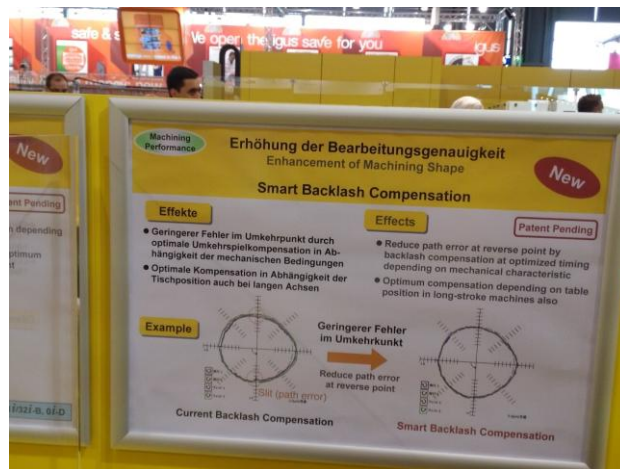 safe & s
We open the igus save for you
igus
New
ent Pending
n depending
ptimum
nt
i/32i-B, 0i-D
Machining
Performance
Erhöhung der Bearbeitungsgenauigkeit
Enhancement of Machining Shape
New
Smart Backlash Compensation
Effekte
● Geringerer Fehler im Umkehrpunkt durch
optimale Umkehrspielkompensation in Ab-
hängigkeit der mechanischen Bedingungen
● Optimale Kompensation in Abhängigkeit der
Tischposition auch bei langen Achsen
Effects
Patent Pending
● Reduce path error at reverse point by
backlash compensation at optimized timing
depending on mechanical characteristic
● Optimum compensation depending on table
position in long-stroke machines also
Example
Slit (path error)
Current Backlash Compensation
Geringerer Fehler
im Umkehrkunkt
Reduce path error
at reverse point
Smart Backlash Compensation